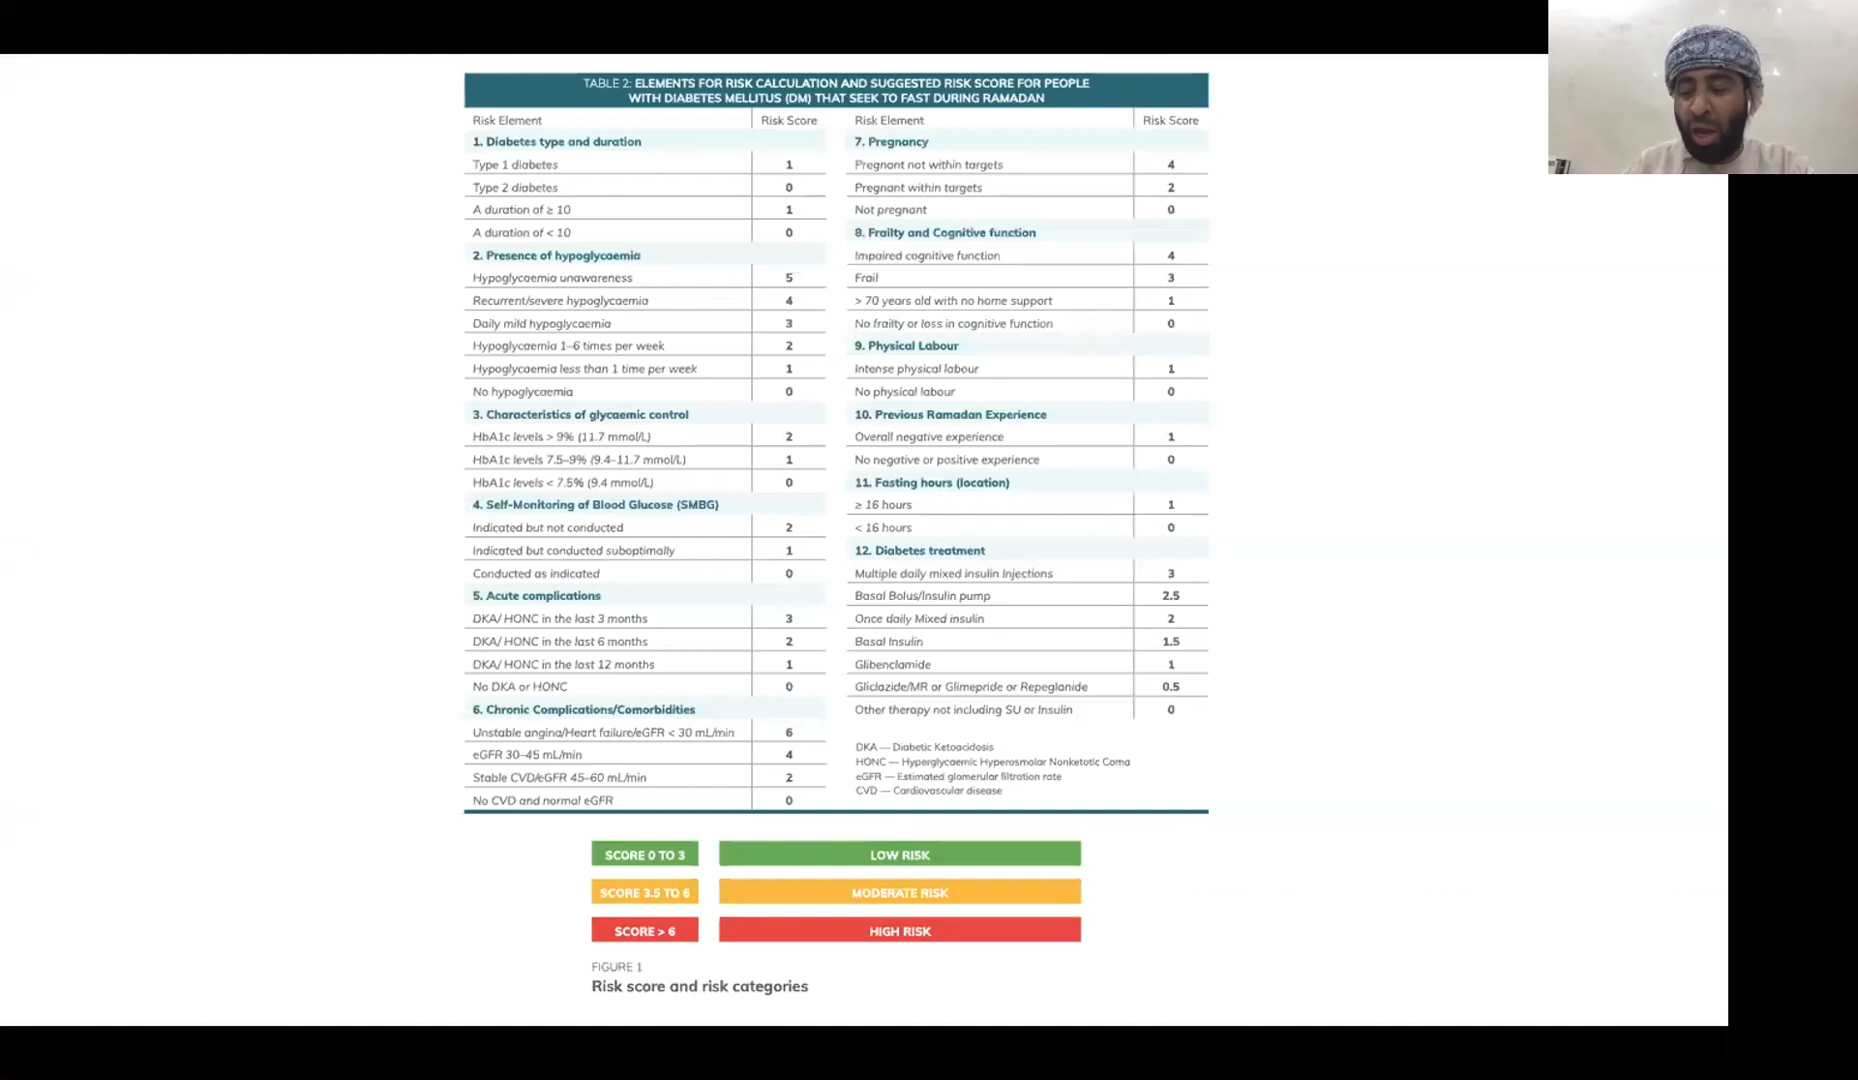 TABLE 2: ELEMENTS FOR RISK CALCULATION AND SUGGESTED RISK SCORE FOR PEOPLE
WITH DIABETES MELLITUS (DM) THAT SEEK TO FAST DURING RAMADAN
Risk Element Risk Score
1. Diabetes type and duration
Type 1 diabetes 1
Type 2 diabetes 0
A duration of ≥ 10 1
A duration of < 10 0
2. Presence of hypoglycaemia
Hypoglycaemia unawareness 5
Recurrent/severe hypoglycaemia 4
Daily mild hypoglycaemia 3
Hypoglycaemia 1–6 times per week 2
Hypoglycaemia less than 1 time per week 1
No hypoglycaemia 0
3. Characteristics of glycaemic control
HbA1c levels > 9% (11.7 mmol/L) 2
HbA1c levels 7.5–9% (9.4–11.7 mmol/L) 1
HbA1c levels < 7.5% (9.4 mmol/L) 0
4. Self-Monitoring of Blood Glucose (SMBG)
Indicated but not conducted 2
Indicated but conducted suboptimally 1
Conducted as indicated 0
5. Acute complications
DKA/ HONC in the last 3 months 3
DKA/ HONC in the last 6 months 2
DKA/ HONC in the last 12 months 1
No DKA or HONC 0
6. Chronic Complications/Comorbidities
Unstable angina/Heart failure/eGFR < 30 mL/min 6
eGFR 30–45 mL/min 4
Stable CVD/eGFR 45–60 mL/min 2
No CVD and normal eGFR 0
Risk Element Risk Score
7. Pregnancy
Pregnant not within targets 4
Pregnant within targets 2
Not pregnant 0
8. Frailty and Cognitive function
Impaired cognitive function 4
Frail 3
> 70 years old with no home support 1
No frailty or loss in cognitive function 0
9. Physical Labour
Intense physical labour 1
No physical labour 0
10. Previous Ramadan Experience
Overall negative experience 1
No negative or positive experience 0
11. Fasting hours (location)
≥ 16 hours 1
< 16 hours 0
12. Diabetes treatment
Multiple daily mixed insulin Injections 3
Basal Bolus/Insulin pump 2.5
Once daily Mixed insulin 2
Basal Insulin 1.5
Glibenclamide 1
Gliclazide/MR or Glimepride or Repeglanide 0.5
Other therapy not including SU or Insulin 0
DKA — Diabetic Ketoacidosis
HONC — Hyperglycaemic Hyperosmolar Nonketotic Coma
eGFR — Estimated glomerular filtration rate
CVD — Cardiovascular disease
SCORE 0 TO 3 LOW RISK
SCORE 3.5 TO 6 MODERATE RISK
SCORE > 6 HIGH RISK
FIGURE 1
Risk score and risk categories